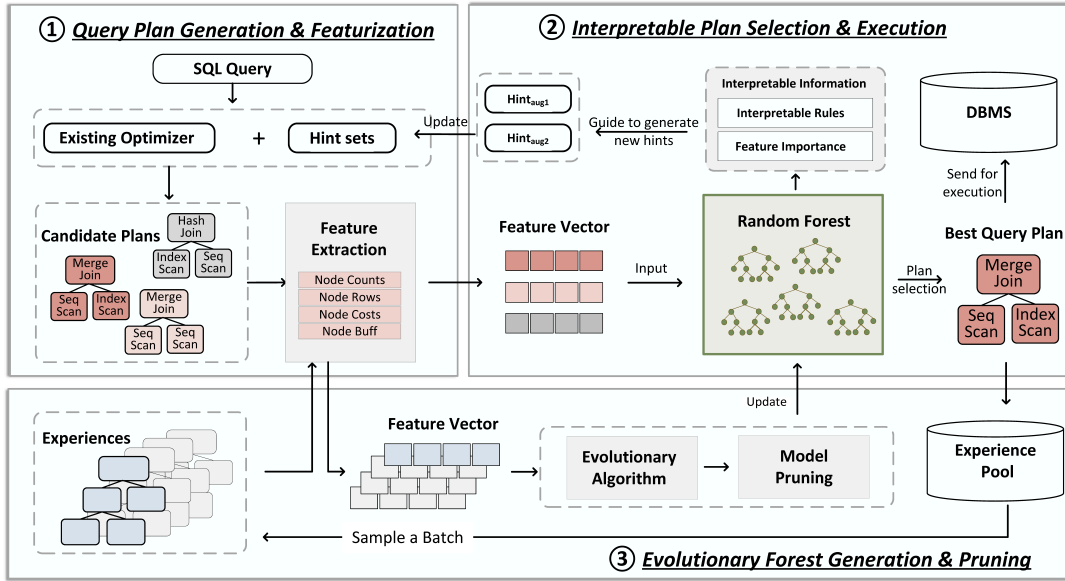 ① Query Plan Generation & Featurization
SQL Query
Existing Optimizer
+
Hint sets
Candidate Plans
Hash
Join
Index
Scan
Seq
Scan
Merge
Join
Seq
Scan
Index
Scan
Merge
Join
Seq
Scan
Seq
Scan
Feature
Extraction
Node Counts
Node Rows
Node Costs
Node Buff
② Interpretable Plan Selection & Execution
Update
Hint_aug1
Hint_aug2
Guide to generate
new hints
Interpretable Information
Interpretable Rules
Feature Importance
DBMS
Send for
execution
Feature Vector
Input
Random Forest
Plan
selection
Best Query Plan
Merge
Join
Seq
Scan
Index
Scan
Experiences
Feature Vector
Evolutionary
Algorithm
Model
Pruning
Update
Experience
Pool
Sample a Batch
③ Evolutionary Forest Generation & Pruning